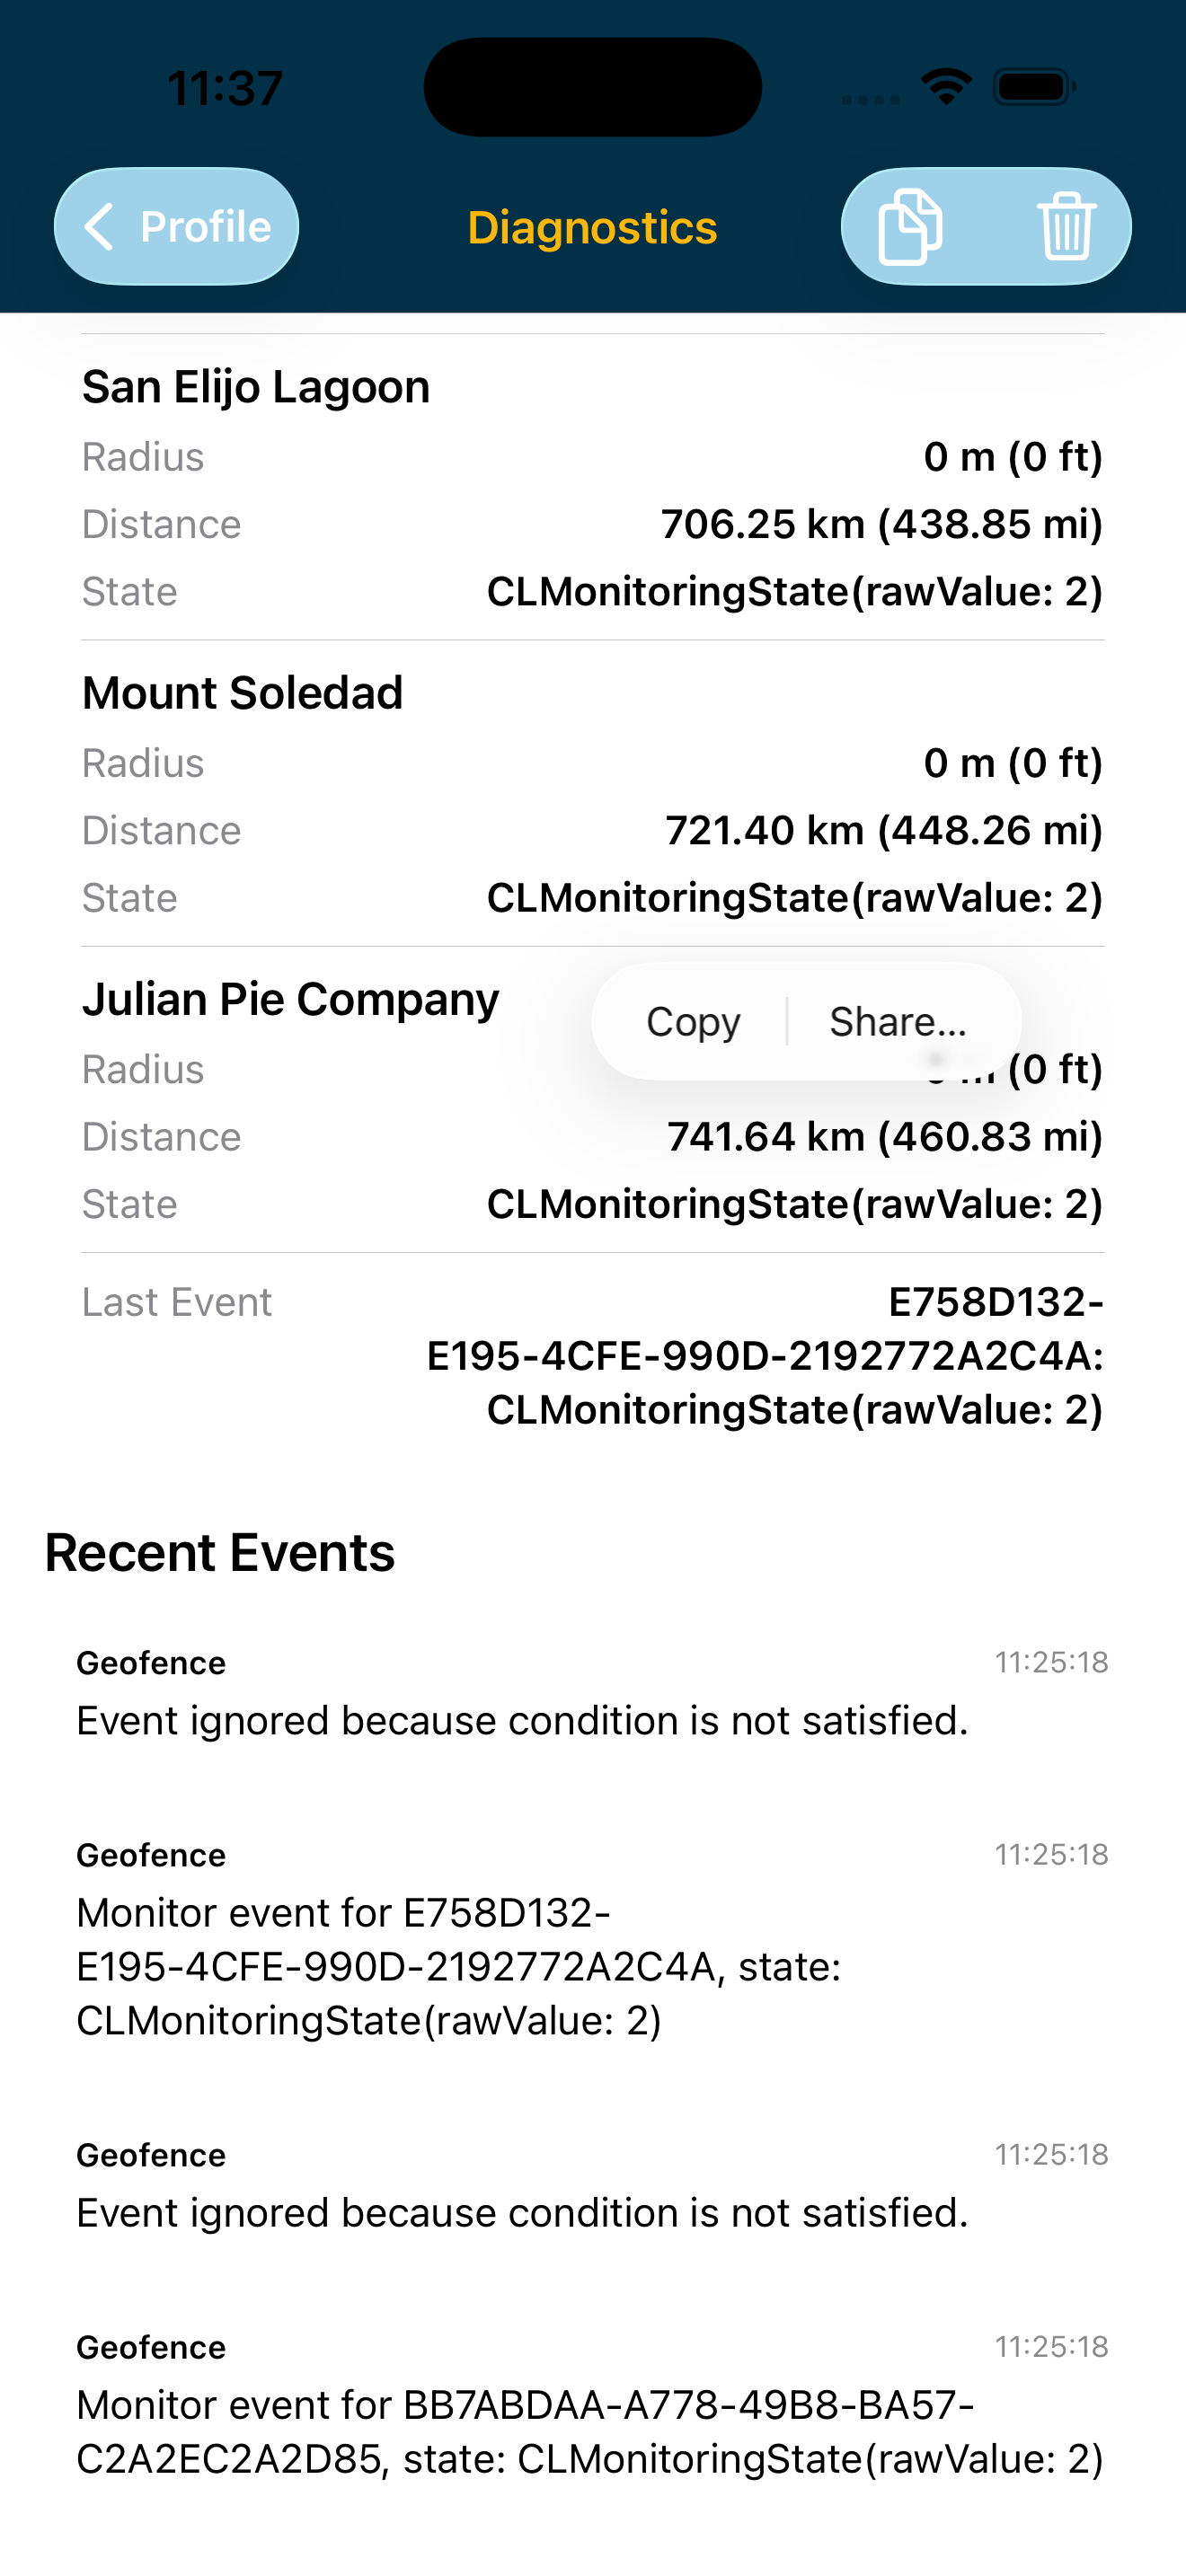 11:37
Profile
Diagnostics
San Elijo Lagoon
Radius 0 m (0 ft)
Distance 706.25 km (438.85 mi)
State CLMonitoringState(rawValue: 2)
Mount Soledad
Radius 0 m (0 ft)
Distance 721.40 km (448.26 mi)
State CLMonitoringState(rawValue: 2)
Julian Pie Company
Copy Share...
Radius (0 ft)
Distance 741.64 km (460.83 mi)
State CLMonitoringState(rawValue: 2)
Last Event E758D132-
E195-4CFE-990D-2192772A2C4A:
CLMonitoringState(rawValue: 2)
Recent Events
Geofence 11:25:18
Event ignored because condition is not satisfied.
Geofence 11:25:18
Monitor event for E758D132-
E195-4CFE-990D-2192772A2C4A, state:
CLMonitoringState(rawValue: 2)
Geofence 11:25:18
Event ignored because condition is not satisfied.
Geofence 11:25:18
Monitor event for BB7ABDAA-A778-49B8-BA57-
C2A2EC2A2D85, state: CLMonitoringState(rawValue: 2)